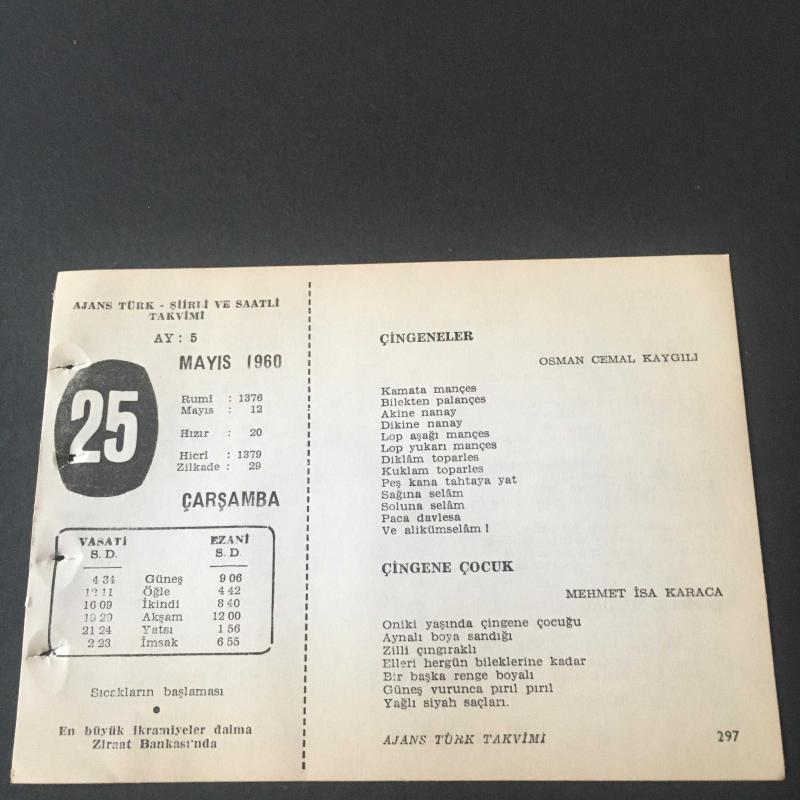 AJANS TÜRK - ŞİİRLİ VE SAATLİ
TAKVİMİ
AY : 5
MAYIS 1960
25
Rumî : 1376
Mayıs : 12
Hızır : 20
Hicrî : 1379
Zilkade : 29
ÇARŞAMBA
VASATİ EZANİ
S. D. S. D.
4 34 Güneş 9 06
12 11 Öğle 4 42
16 09 İkindi 8 40
19 29 Akşam 12 00
21 24 Yatsı 1 56
2 23 İmsak 6 55
Sıcakların başlaması
En büyük ikramiyeler daima
Ziraat Bankası'nda
ÇİNGENELER
OSMAN CEMAL KAYGILI
Kamata mançes
Bilekten palançes
Akine nanay
Dikine nanay
Lop aşağı mançes
Lop yukarı mançes
Diklâm toparles
Kuklam toparles
Peş kana tahtaya yat
Sağına selâm
Soluna selâm
Paca davlesa
Ve aliküm​selâm !
ÇİNGENE ÇOCUK
MEHMET İSA KARACA
Oniki yaşında çingene çocuğu
Aynalı boya sandığı
Zilli çıngıraklı
Elleri hergün bileklerine kadar
Bir başka renge boyalı
Güneş vurunca pırıl pırıl
Yağlı siyah saçları.
AJANS TÜRK TAKVİMİ 297